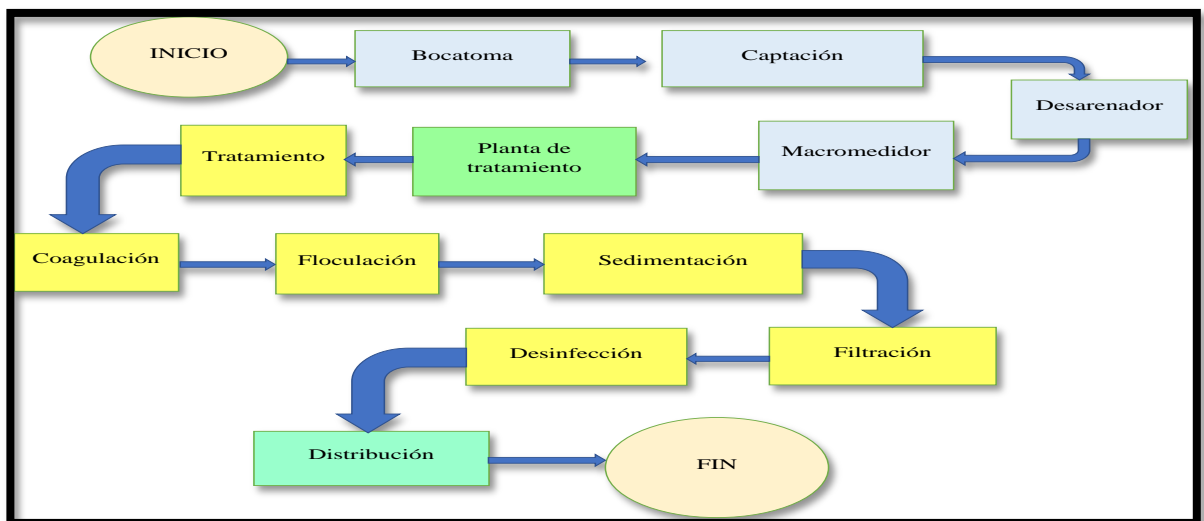 INICIO
Bocatoma
Captación
Desarenador
Macromedidor
Planta de
tratamiento
Tratamiento
Coagulación
Floculación
Sedimentación
Filtración
Desinfección
Distribución
FIN